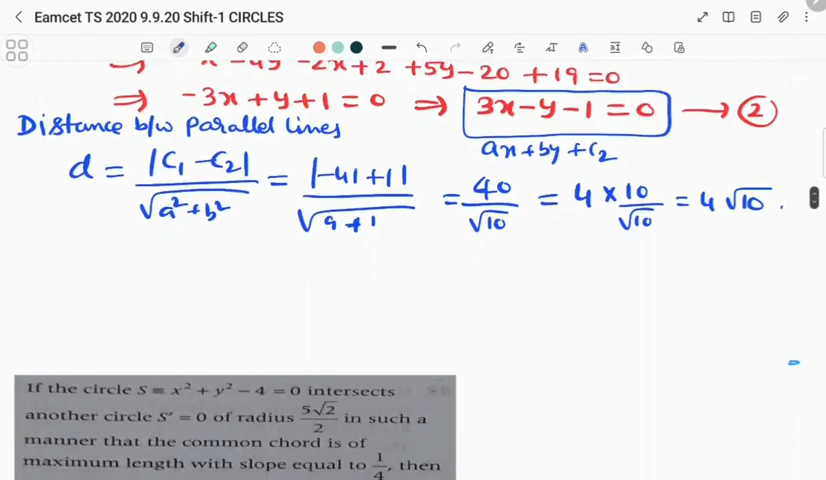 Eamcet TS 2020 9.9.20 Shift-1 CIRCLES
⇒ x - 4y - 2x + 2 + 5y - 20 + 19 = 0
⇒ -3x + y + 1 = 0 ⇒ 3x - y - 1 = 0 → ②
Distance b/w Parallel lines
ax + by + c₂
d = |C₁ - C₂| / √(a² + b²) = |-41 + 1| / √(9 + 1 = 40/√10 = 4 × 10/√10 = 4√10.
If the circle S ≡ x² + y² − 4 = 0 intersects
another circle S′ = 0 of radius 5√2/2 in such a
manner that the common chord is of
maximum length with slope equal to 1/4, then